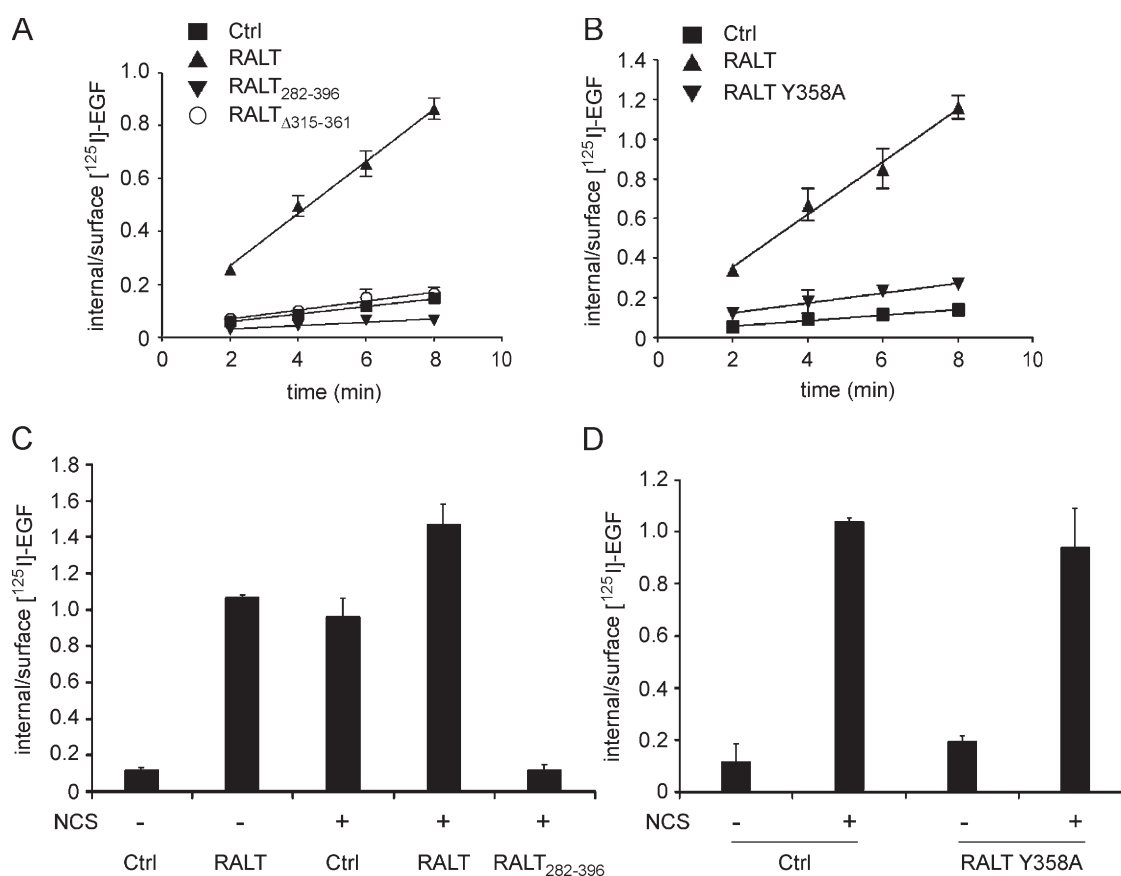 A
Ctrl
RALT
RALT282-396
RALTΔ315-361
internal/surface [125I]-EGF
1.0
0.8
0.6
0.4
0.2
0
0 2 4 6 8 10
time (min)
B
Ctrl
RALT
RALT Y358A
internal/surface [125I]-EGF
1.4
1.2
1.0
0.8
0.6
0.4
0.2
0
0 2 4 6 8 10
time (min)
C
internal/surface [125I]-EGF
1.8
1.6
1.4
1.2
1.0
0.8
0.6
0.4
0.2
0
NCS - - + + +
Ctrl RALT Ctrl RALT RALT282-396
D
internal/surface [125I]-EGF
1.2
1.0
0.8
0.6
0.4
0.2
0
NCS - + - +
Ctrl RALT Y358A